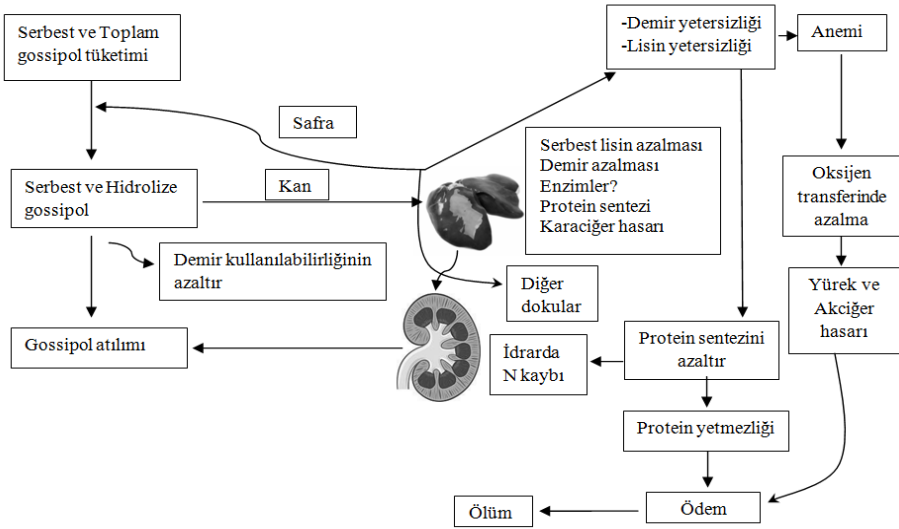 Serbest ve Toplam
gossipol tüketimi
-Demir yetersizliği
-Lisin yetersizliği
Anemi
Safra
Serbest lisin azalması
Demir azalması
Enzimler?
Protein sentezi
Karaciğer hasarı
Oksijen
transferinde
azalma
Serbest ve Hidrolize
gossipol
Kan
Demir kullanılabilirliğinin
azaltır
Diğer
dokular
Yürek ve
Akciğer
hasarı
Gossipol atılımı
İdrarda
N kaybı
Protein sentezini
azaltır
Protein yetmezliği
Ödem
Ölüm